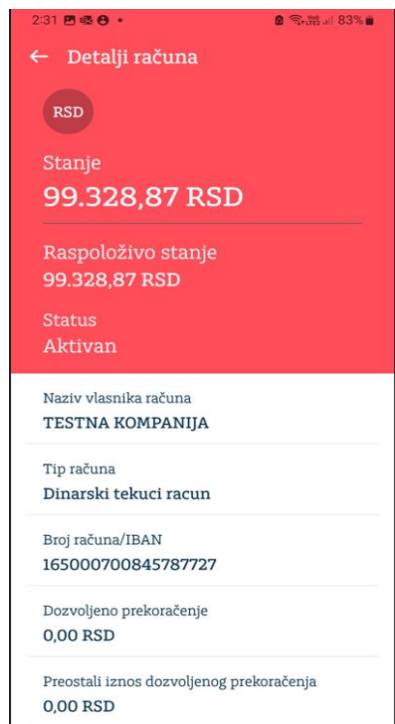 2:31
83%
← Detalji računa
RSD
Stanje
99.328,87 RSD
Raspoloživo stanje
99.328,87 RSD
Status
Aktivan
Naziv vlasnika računa
TESTNA KOMPANIJA
Tip računa
Dinarski tekuci racun
Broj računa/IBAN
165000700845787727
Dozvoljeno prekoračenje
0,00 RSD
Preostali iznos dozvoljenog prekoračenja
0,00 RSD